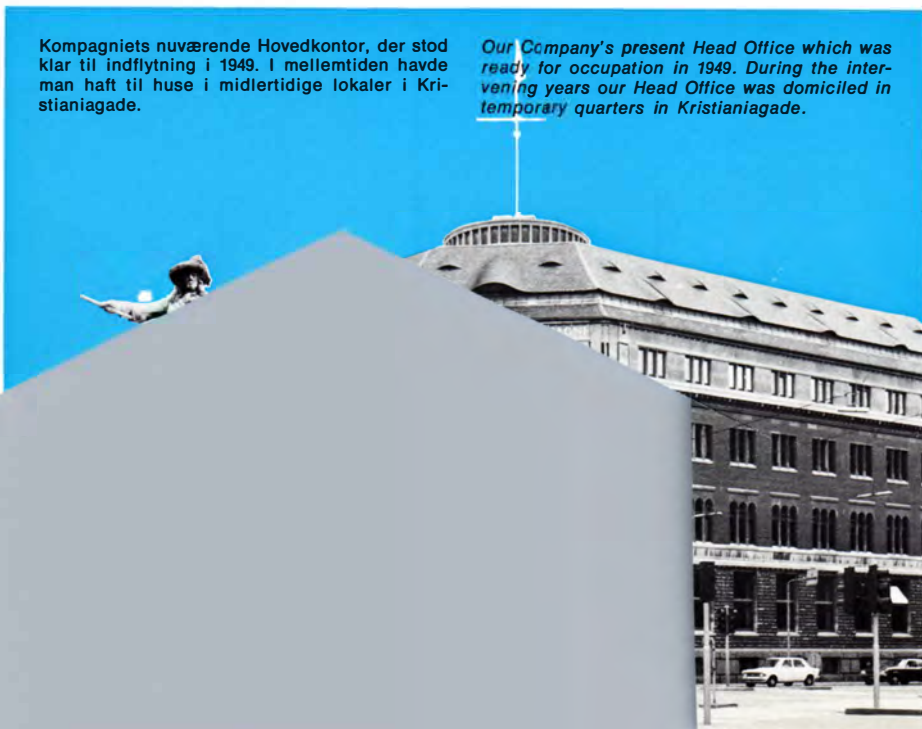 Kompagniets nuværende Hovedkontor, der stod
klar til indflytning i 1949. I mellemtiden havde
man haft til huse i midlertidige lokaler i Kri-
stianiagade.
Our Company's present Head Office which was
ready for occupation in 1949. During the inter-
vening years our Head Office was domiciled in
temporary quarters in Kristianiagade.